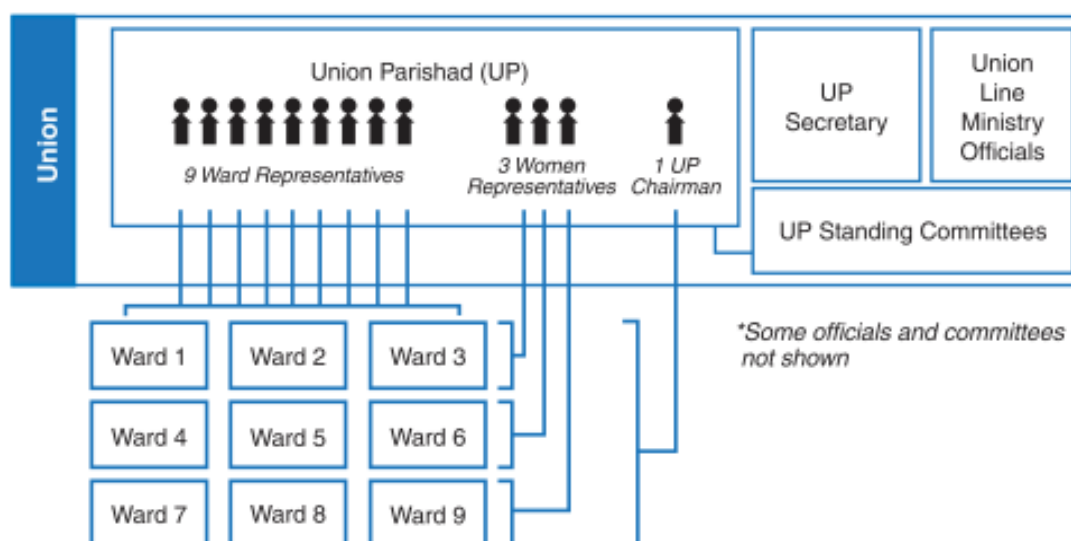 Union
Union Parishad (UP)
9 Ward Representatives
3 Women
Representatives
1 UP
Chairman
UP
Secretary
Union
Line
Ministry
Officials
UP Standing Committees
*Some officials and committees
not shown
Ward 1
Ward 2
Ward 3
Ward 4
Ward 5
Ward 6
Ward 7
Ward 8
Ward 9